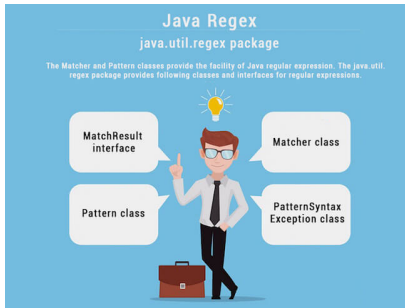 Java Regex
java.util.regex package
The Matcher and Pattern classes provide the facility of Java regular expression. The java.util.
regex package provides following classes and interfaces for regular expressions.
MatchResult
interface
Matcher class
Pattern class
PatternSyntax
Exception class